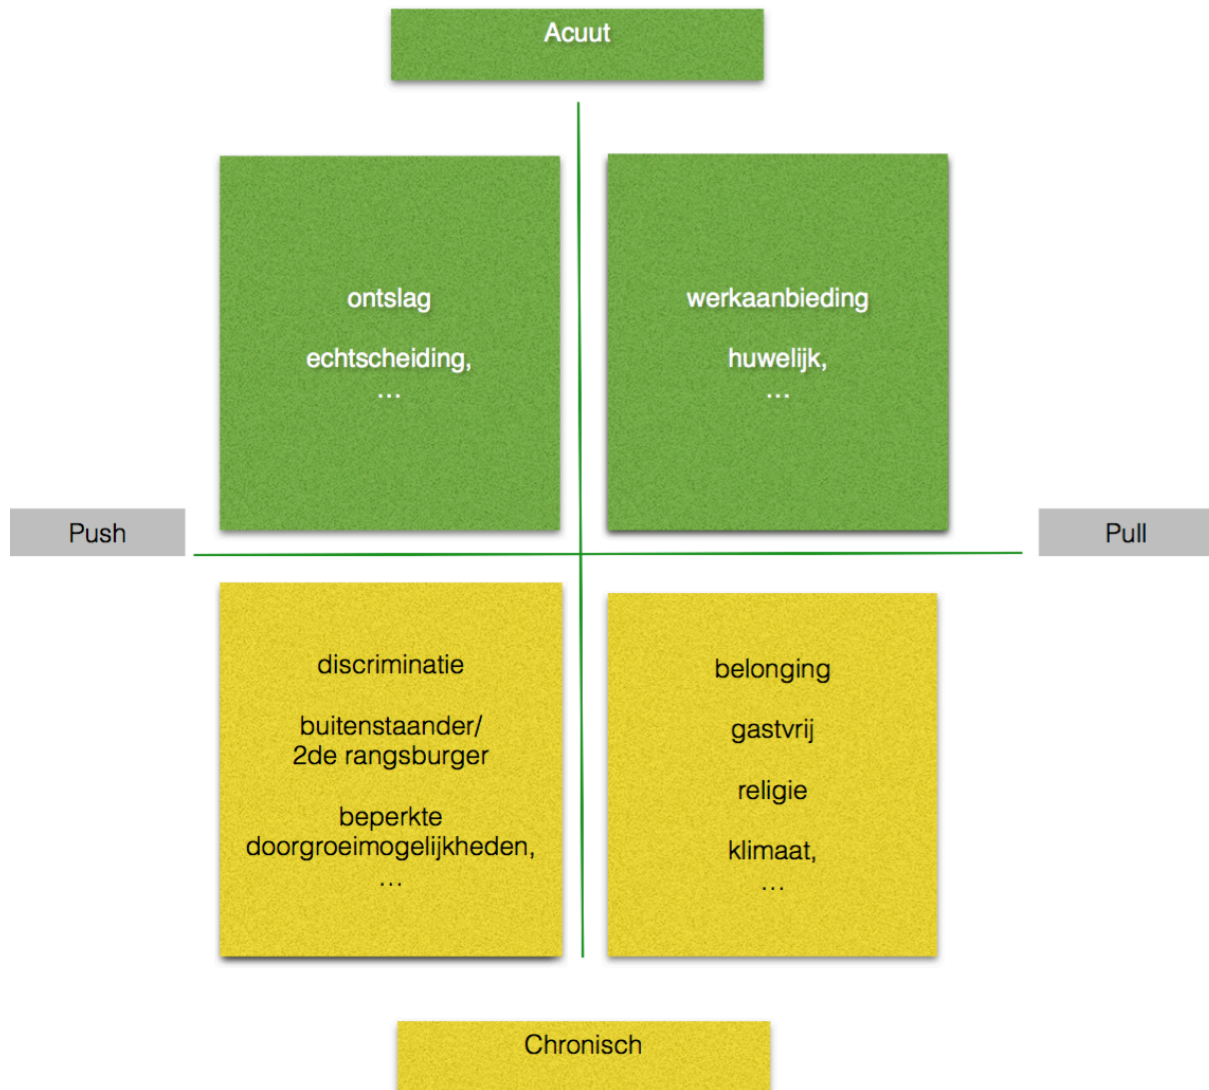 Acuut
ontslag
echtscheiding,
...
werkaanbieding
huwelijk,
...
Push
Pull
discriminatie
buitenstaander/
2de rangsburger
beperkte
doorgroeimogelijkheden,
...
belonging
gastvrij
religie
klimaat,
...
Chronisch